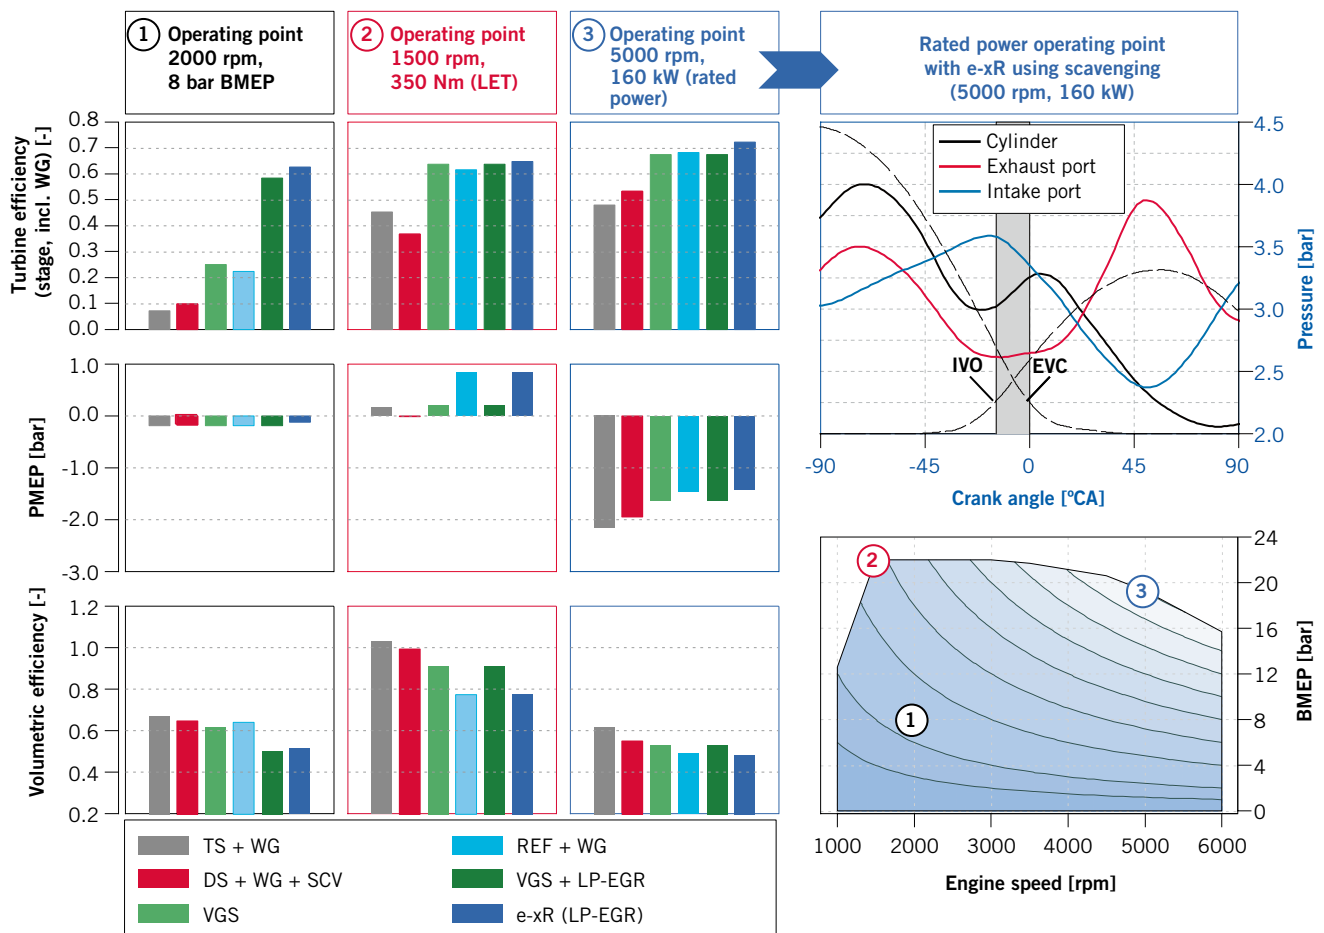 1 Operating point
2000 rpm,
8 bar BMEP
2 Operating point
1500 rpm,
350 Nm (LET)
3 Operating point
5000 rpm,
160 kW (rated
power)
Rated power operating point
with e-xR using scavenging
(5000 rpm, 160 kW)
Turbine efficiency
(stage, incl. WG) [-]
0.8
0.7
0.6
0.5
0.4
0.3
0.2
0.1
0.0
PMEP [bar]
1.0
0.0
-1.0
-2.0
-3.0
Volumetric efficiency [-]
1.2
1.0
0.8
0.6
0.4
0.2
TS + WG
DS + WG + SCV
VGS
REF + WG
VGS + LP-EGR
e-xR (LP-EGR)
Cylinder
Exhaust port
Intake port
IVO
EVC
4.5
4.0
3.5
3.0
2.5
2.0
Pressure [bar]
-90
-45
0
45
90
Crank angle [ºCA]
2
3
1
24
20
16
12
8
4
0
BMEP [bar]
1000
2000
3000
4000
5000
6000
Engine speed [rpm]